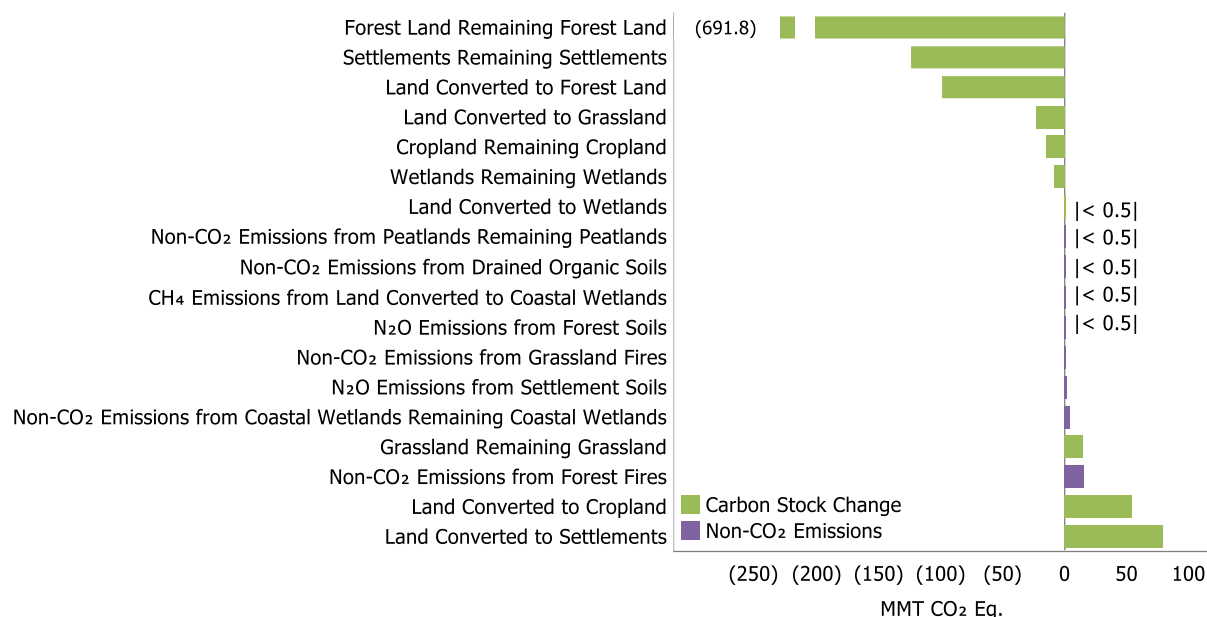 Forest Land Remaining Forest Land (691.8)
Settlements Remaining Settlements
Land Converted to Forest Land
Land Converted to Grassland
Cropland Remaining Cropland
Wetlands Remaining Wetlands
Land Converted to Wetlands |< 0.5|
Non-CO₂ Emissions from Peatlands Remaining Peatlands |< 0.5|
Non-CO₂ Emissions from Drained Organic Soils |< 0.5|
CH₄ Emissions from Land Converted to Coastal Wetlands |< 0.5|
N₂O Emissions from Forest Soils |< 0.5|
Non-CO₂ Emissions from Grassland Fires
N₂O Emissions from Settlement Soils
Non-CO₂ Emissions from Coastal Wetlands Remaining Coastal Wetlands
Grassland Remaining Grassland
Non-CO₂ Emissions from Forest Fires
Land Converted to Cropland
Land Converted to Settlements
Carbon Stock Change
Non-CO₂ Emissions
(250) (200) (150) (100) (50) 0 50 100
MMT CO₂ Eq.